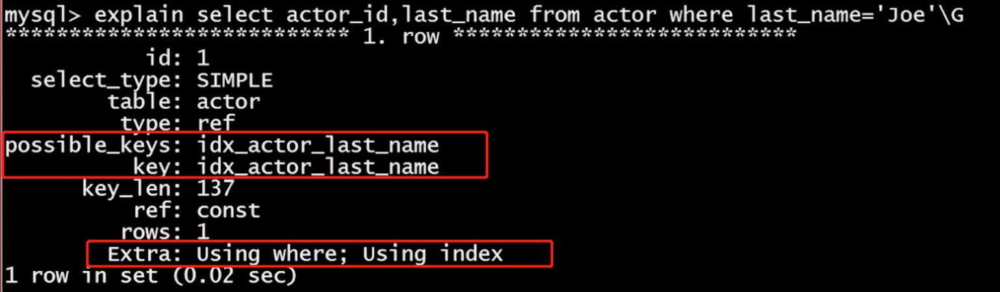 mysql> explain select actor_id,last_name from actor where last_name='Joe'\G
*************************** 1. row ***************************
id: 1
select_type: SIMPLE
table: actor
type: ref
possible_keys: idx_actor_last_name
key: idx_actor_last_name
key_len: 137
ref: const
rows: 1
Extra: Using where; Using index
1 row in set (0.02 sec)